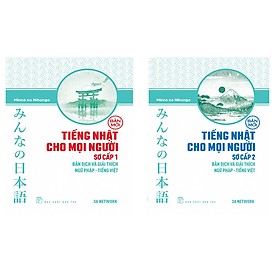 Minna no Nihongo
みんなの日本語
BẢN MỚI
TIẾNG NHẬT
CHO MỌI NGƯỜI
SƠ CẤP 1
BẢN DỊCH VÀ GIẢI THÍCH
NGỮ PHÁP - TIẾNG VIỆT
3A NETWORK
Minna no Nihongo
みんなの日本語
BẢN MỚI
TIẾNG NHẬT
CHO MỌI NGƯỜI
SƠ CẤP 2
BẢN DỊCH VÀ GIẢI THÍCH
NGỮ PHÁP - TIẾNG VIỆT
3A NETWORK